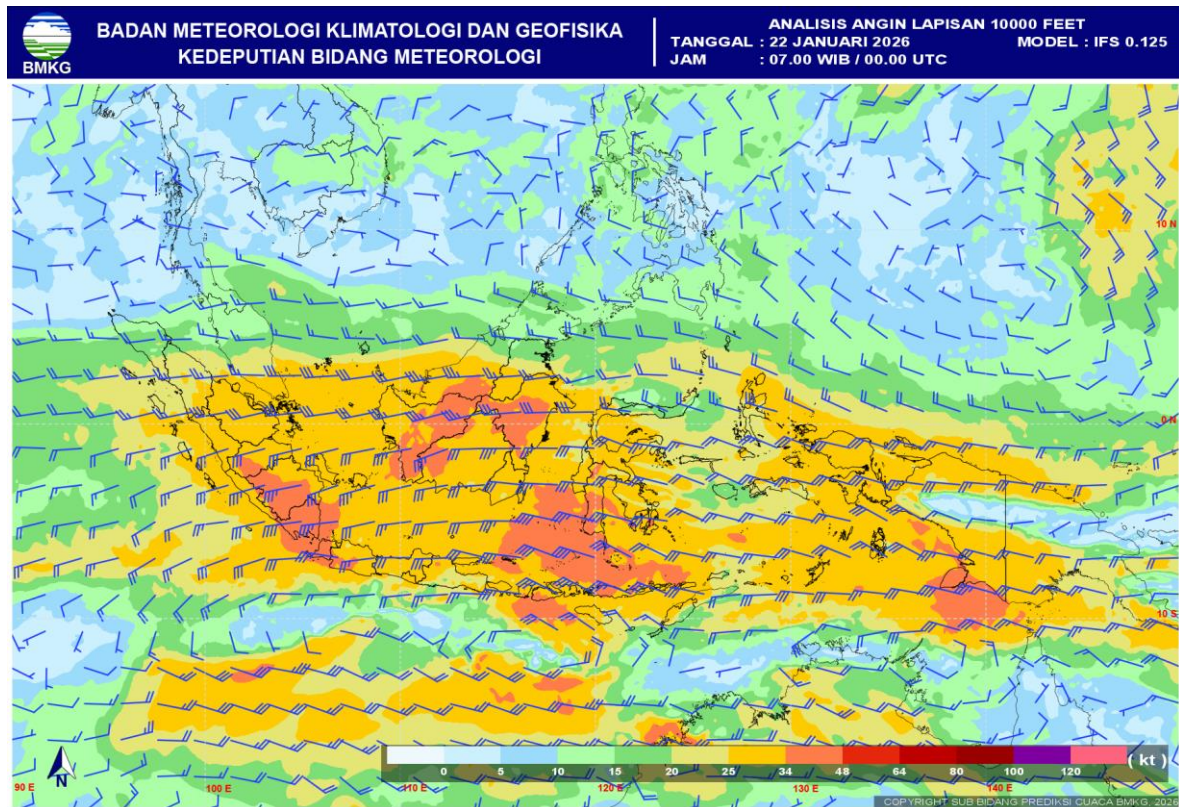 BMKG
BADAN METEOROLOGI KLIMATOLOGI DAN GEOFISIKA
KEDEPUTIAN BIDANG METEOROLOGI
ANALISIS ANGIN LAPISAN 10000 FEET
TANGGAL : 22 JANUARI 2026 MODEL : IFS 0.125
JAM : 07.00 WIB / 00.00 UTC
10 N
0 N
10 S
N
0 5 10 15 20 25 34 48 64 80 100 120 ( kt )
90 E 100 E 110 E 120 E 130 E 140 E
COPYRIGHT SUB BIDANG PREDIKSI CUACA BMKG, 2026